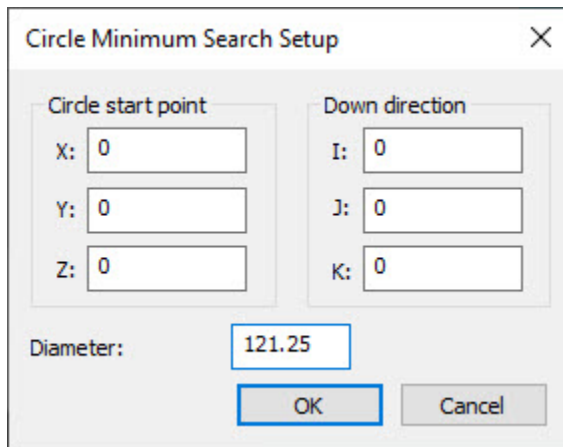 Circle Minimum Search Setup
Circle start point
X: 0
Y: 0
Z: 0
Down direction
I: 0
J: 0
K: 0
Diameter: 121.25
OK Cancel